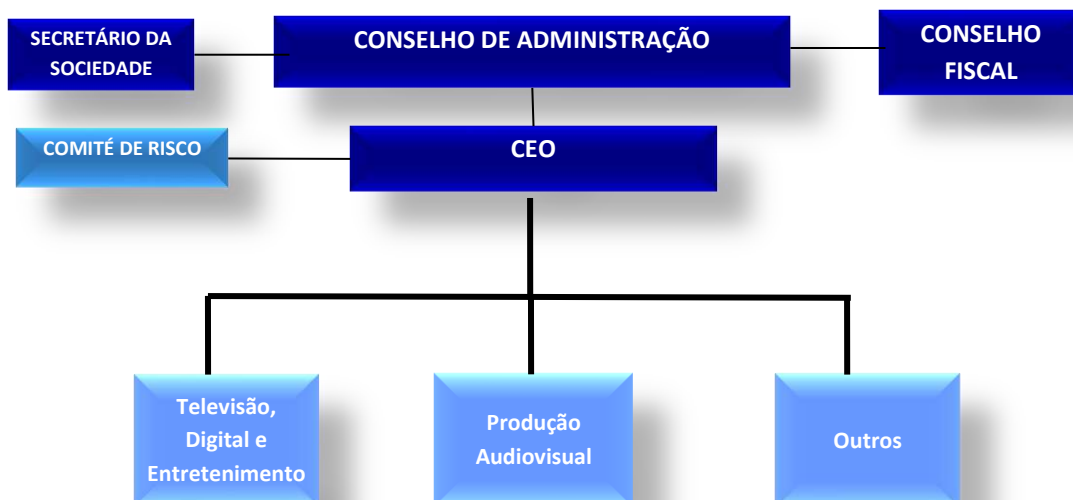 SECRETÁRIO DA
SOCIEDADE
CONSELHO DE ADMINISTRAÇÃO
CONSELHO
FISCAL
COMITÉ DE RISCO
CEO
Televisão,
Digital e
Entretenimento
Produção
Audiovisual
Outros